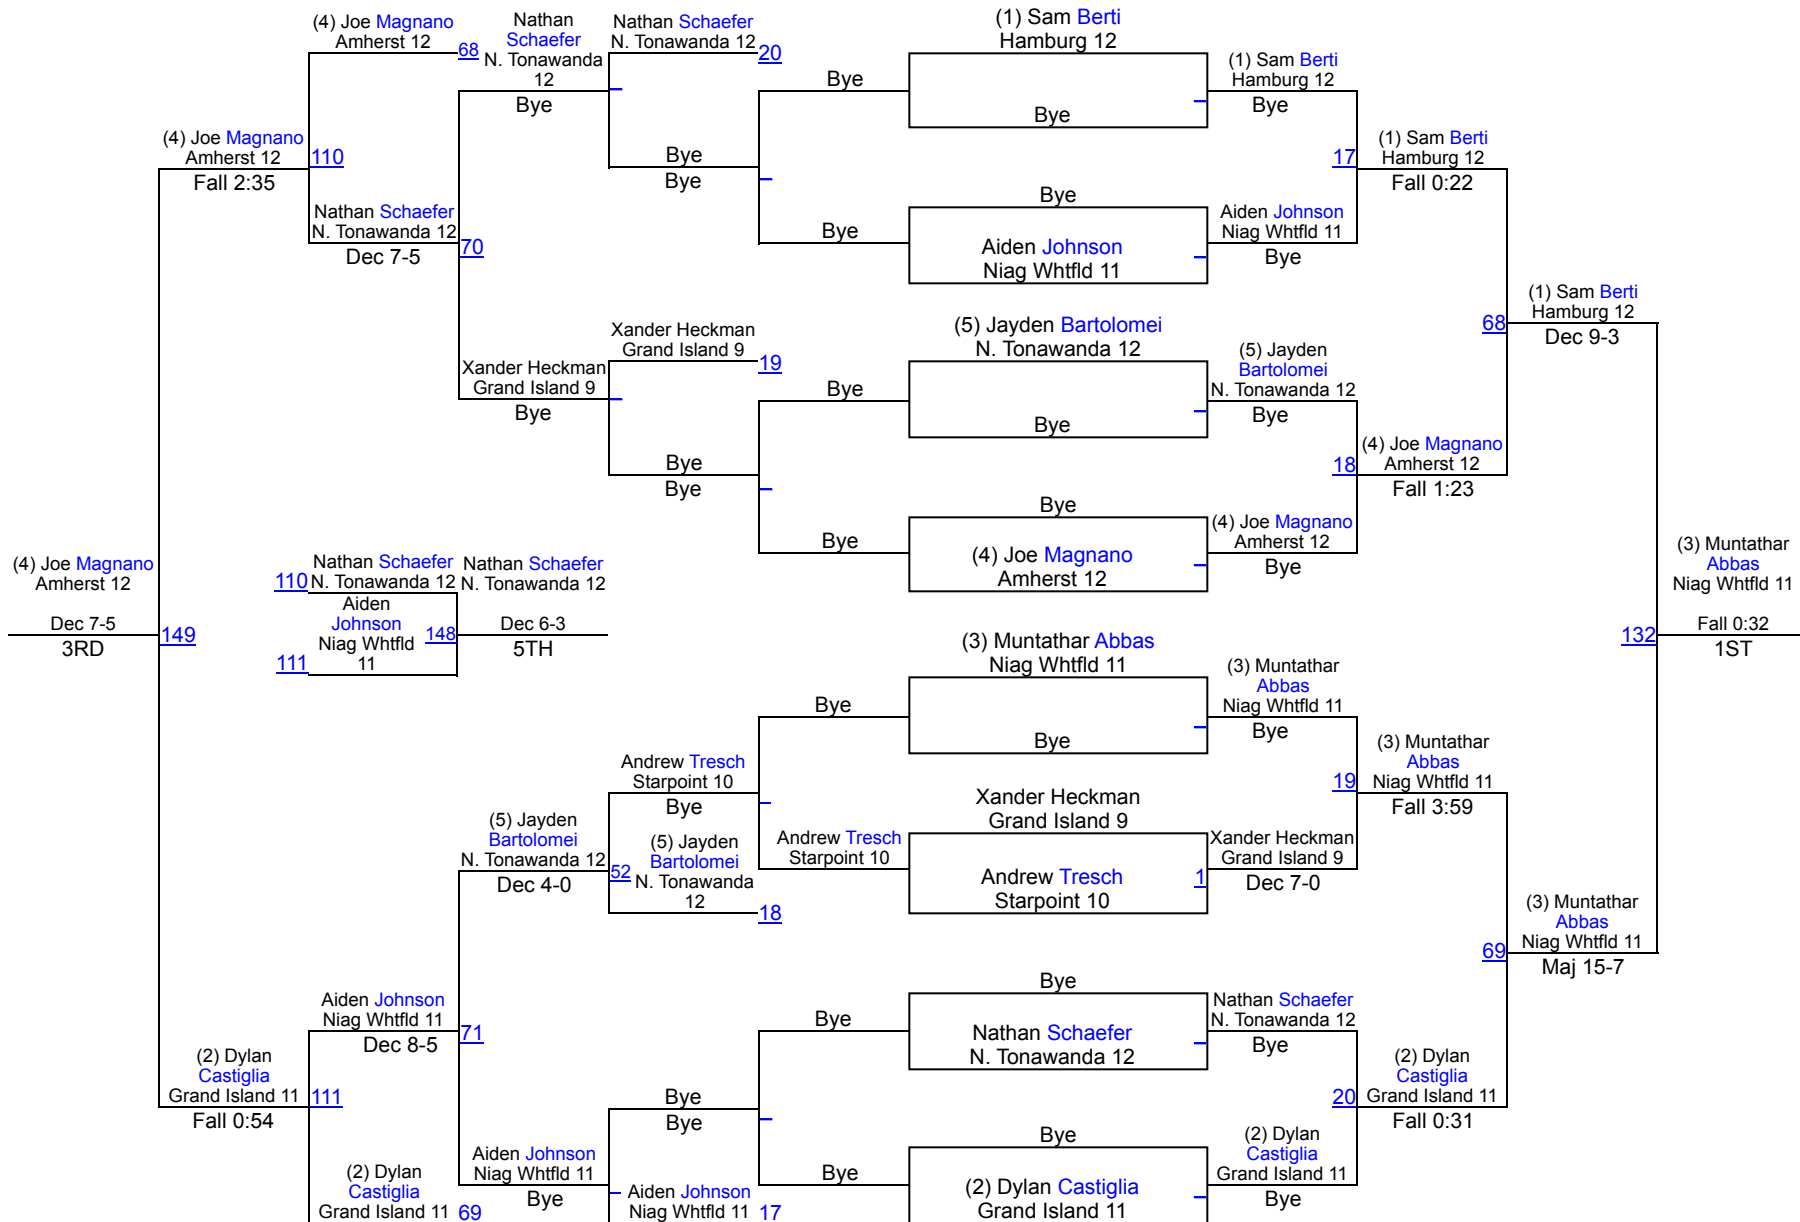 (4) Joe Magnano
Amherst 12
68
Nathan
Schaefer
N. Tonawanda
12
Bye
Nathan Schaefer
N. Tonawanda 12
20
Bye
(1) Sam Berti
Hamburg 12
Bye
(1) Sam Berti
Hamburg 12
Bye
(4) Joe Magnano
Amherst 12
Fall 2:35
110
Bye
Bye
17
(1) Sam Berti
Hamburg 12
Fall 0:22
Nathan Schaefer
N. Tonawanda 12
Dec 7-5
70
Bye
Bye
Aiden Johnson
Niag Whtfld 11
Aiden Johnson
Niag Whtfld 11
Bye
(1) Sam Berti
Hamburg 12
Dec 9-3
68
Xander Heckman
Grand Island 9
19
Xander Heckman
Grand Island 9
Bye
Bye
(5) Jayden Bartolomei
N. Tonawanda 12
Bye
(5) Jayden
Bartolomei
N. Tonawanda 12
Bye
Bye
Bye
18
(4) Joe Magnano
Amherst 12
Fall 1:23
Bye
Bye
(4) Joe Magnano
Amherst 12
(4) Joe Magnano
Amherst 12
Bye
(4) Joe Magnano
Amherst 12
Dec 7-5
3RD
149
110
Nathan Schaefer
N. Tonawanda 12
Aiden
Johnson
Niag Whtfld
11
111
148
Nathan Schaefer
N. Tonawanda 12
Dec 6-3
5TH
(3) Muntathar
Abbas
Niag Whtfld 11
Fall 0:32
1ST
132
Bye
(3) Muntathar Abbas
Niag Whtfld 11
Bye
(3) Muntathar
Abbas
Niag Whtfld 11
Bye
Andrew Tresch
Starpoint 10
Bye
19
(3) Muntathar
Abbas
Niag Whtfld 11
Fall 3:59
(5) Jayden
Bartolomei
N. Tonawanda 12
Dec 4-0
52
(5) Jayden
Bartolomei
N. Tonawanda
12
18
Andrew Tresch
Starpoint 10
Xander Heckman
Grand Island 9
Andrew Tresch
Starpoint 10
1
Xander Heckman
Grand Island 9
Dec 7-0
69
(3) Muntathar
Abbas
Niag Whtfld 11
Maj 15-7
Aiden Johnson
Niag Whtfld 11
Dec 8-5
71
Bye
Bye
Nathan Schaefer
N. Tonawanda 12
Nathan Schaefer
N. Tonawanda 12
Bye
(2) Dylan
Castiglia
Grand Island 11
Fall 0:54
111
Bye
Bye
20
(2) Dylan
Castiglia
Grand Island 11
Fall 0:31
(2) Dylan
Castiglia
Grand Island 11
69
Aiden Johnson
Niag Whtfld 11
Bye
Aiden Johnson
Niag Whtfld 11
17
Bye
Bye
(2) Dylan Castiglia
Grand Island 11
(2) Dylan
Castiglia
Grand Island 11
Bye